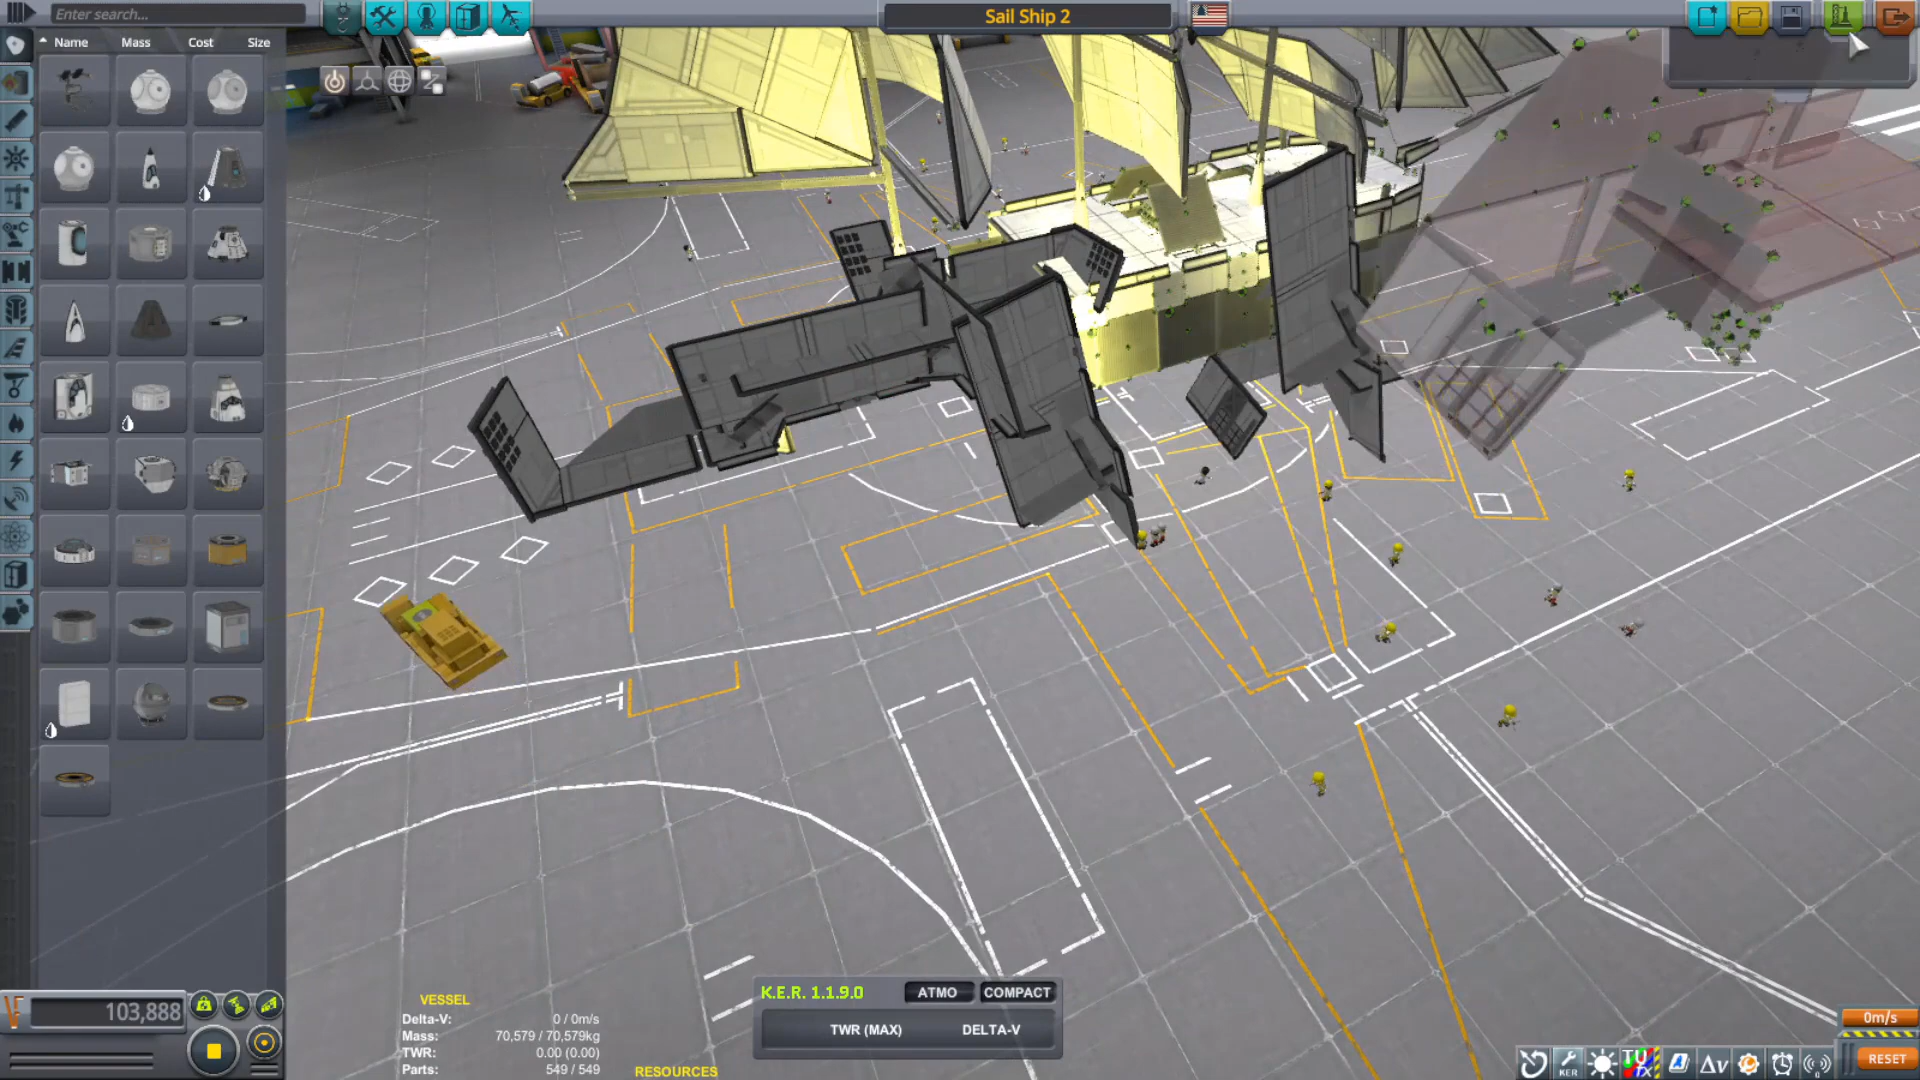 Enter search...
Sail Ship 2
Name Mass Cost Size
103,888
VESSEL
Delta-V: 0 / 0m/s
Mass: 70,579 / 70,579kg
TWR: 0.00 (0.00)
Parts: 549 / 549
RESOURCES
K.E.R. 1.1.9.0 ATMO COMPACT
TWR (MAX) DELTA-V
0m/s
KER
TU
TX
Δv
RESET